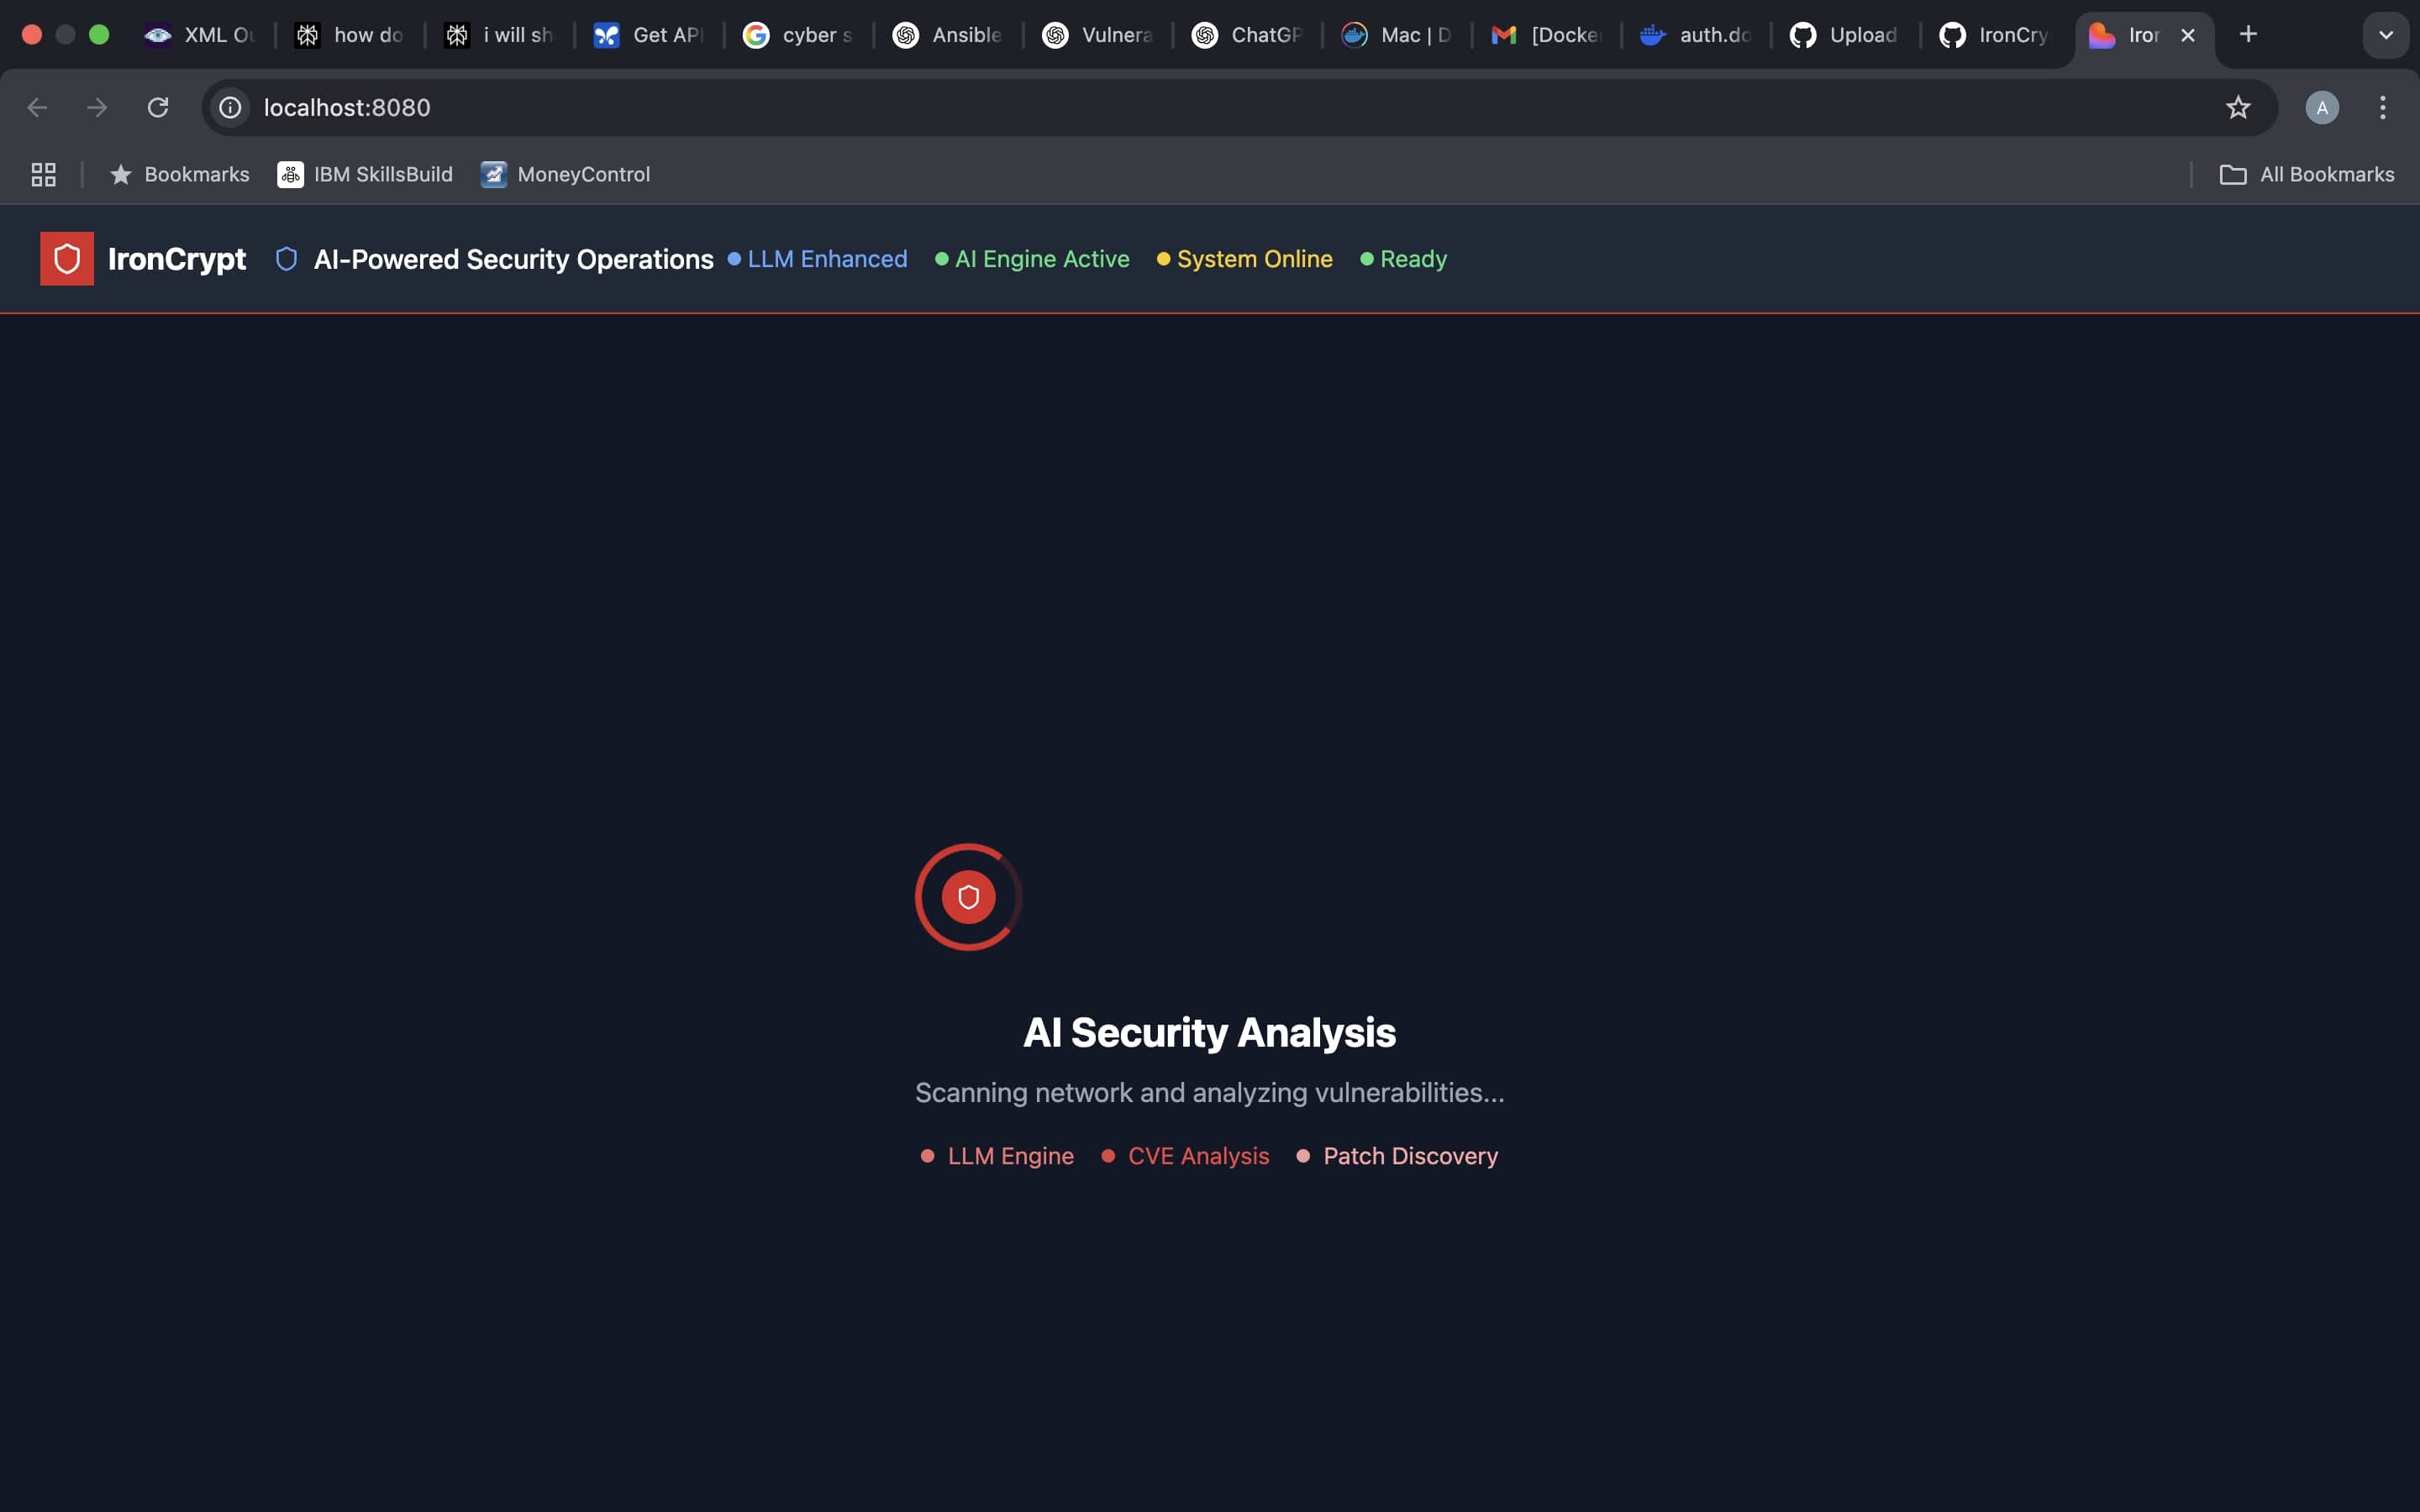 XML Ou
how do
i will sh
Get API
cyber s
Ansible
Vulnera
ChatGP
Mac | D
[Docke
auth.do
Upload
IronCry
Iror
localhost:8080
A
Bookmarks
IBM SkillsBuild
MoneyControl
All Bookmarks
IronCrypt
AI-Powered Security Operations
LLM Enhanced
AI Engine Active
System Online
Ready
AI Security Analysis
Scanning network and analyzing vulnerabilities...
LLM Engine
CVE Analysis
Patch Discovery